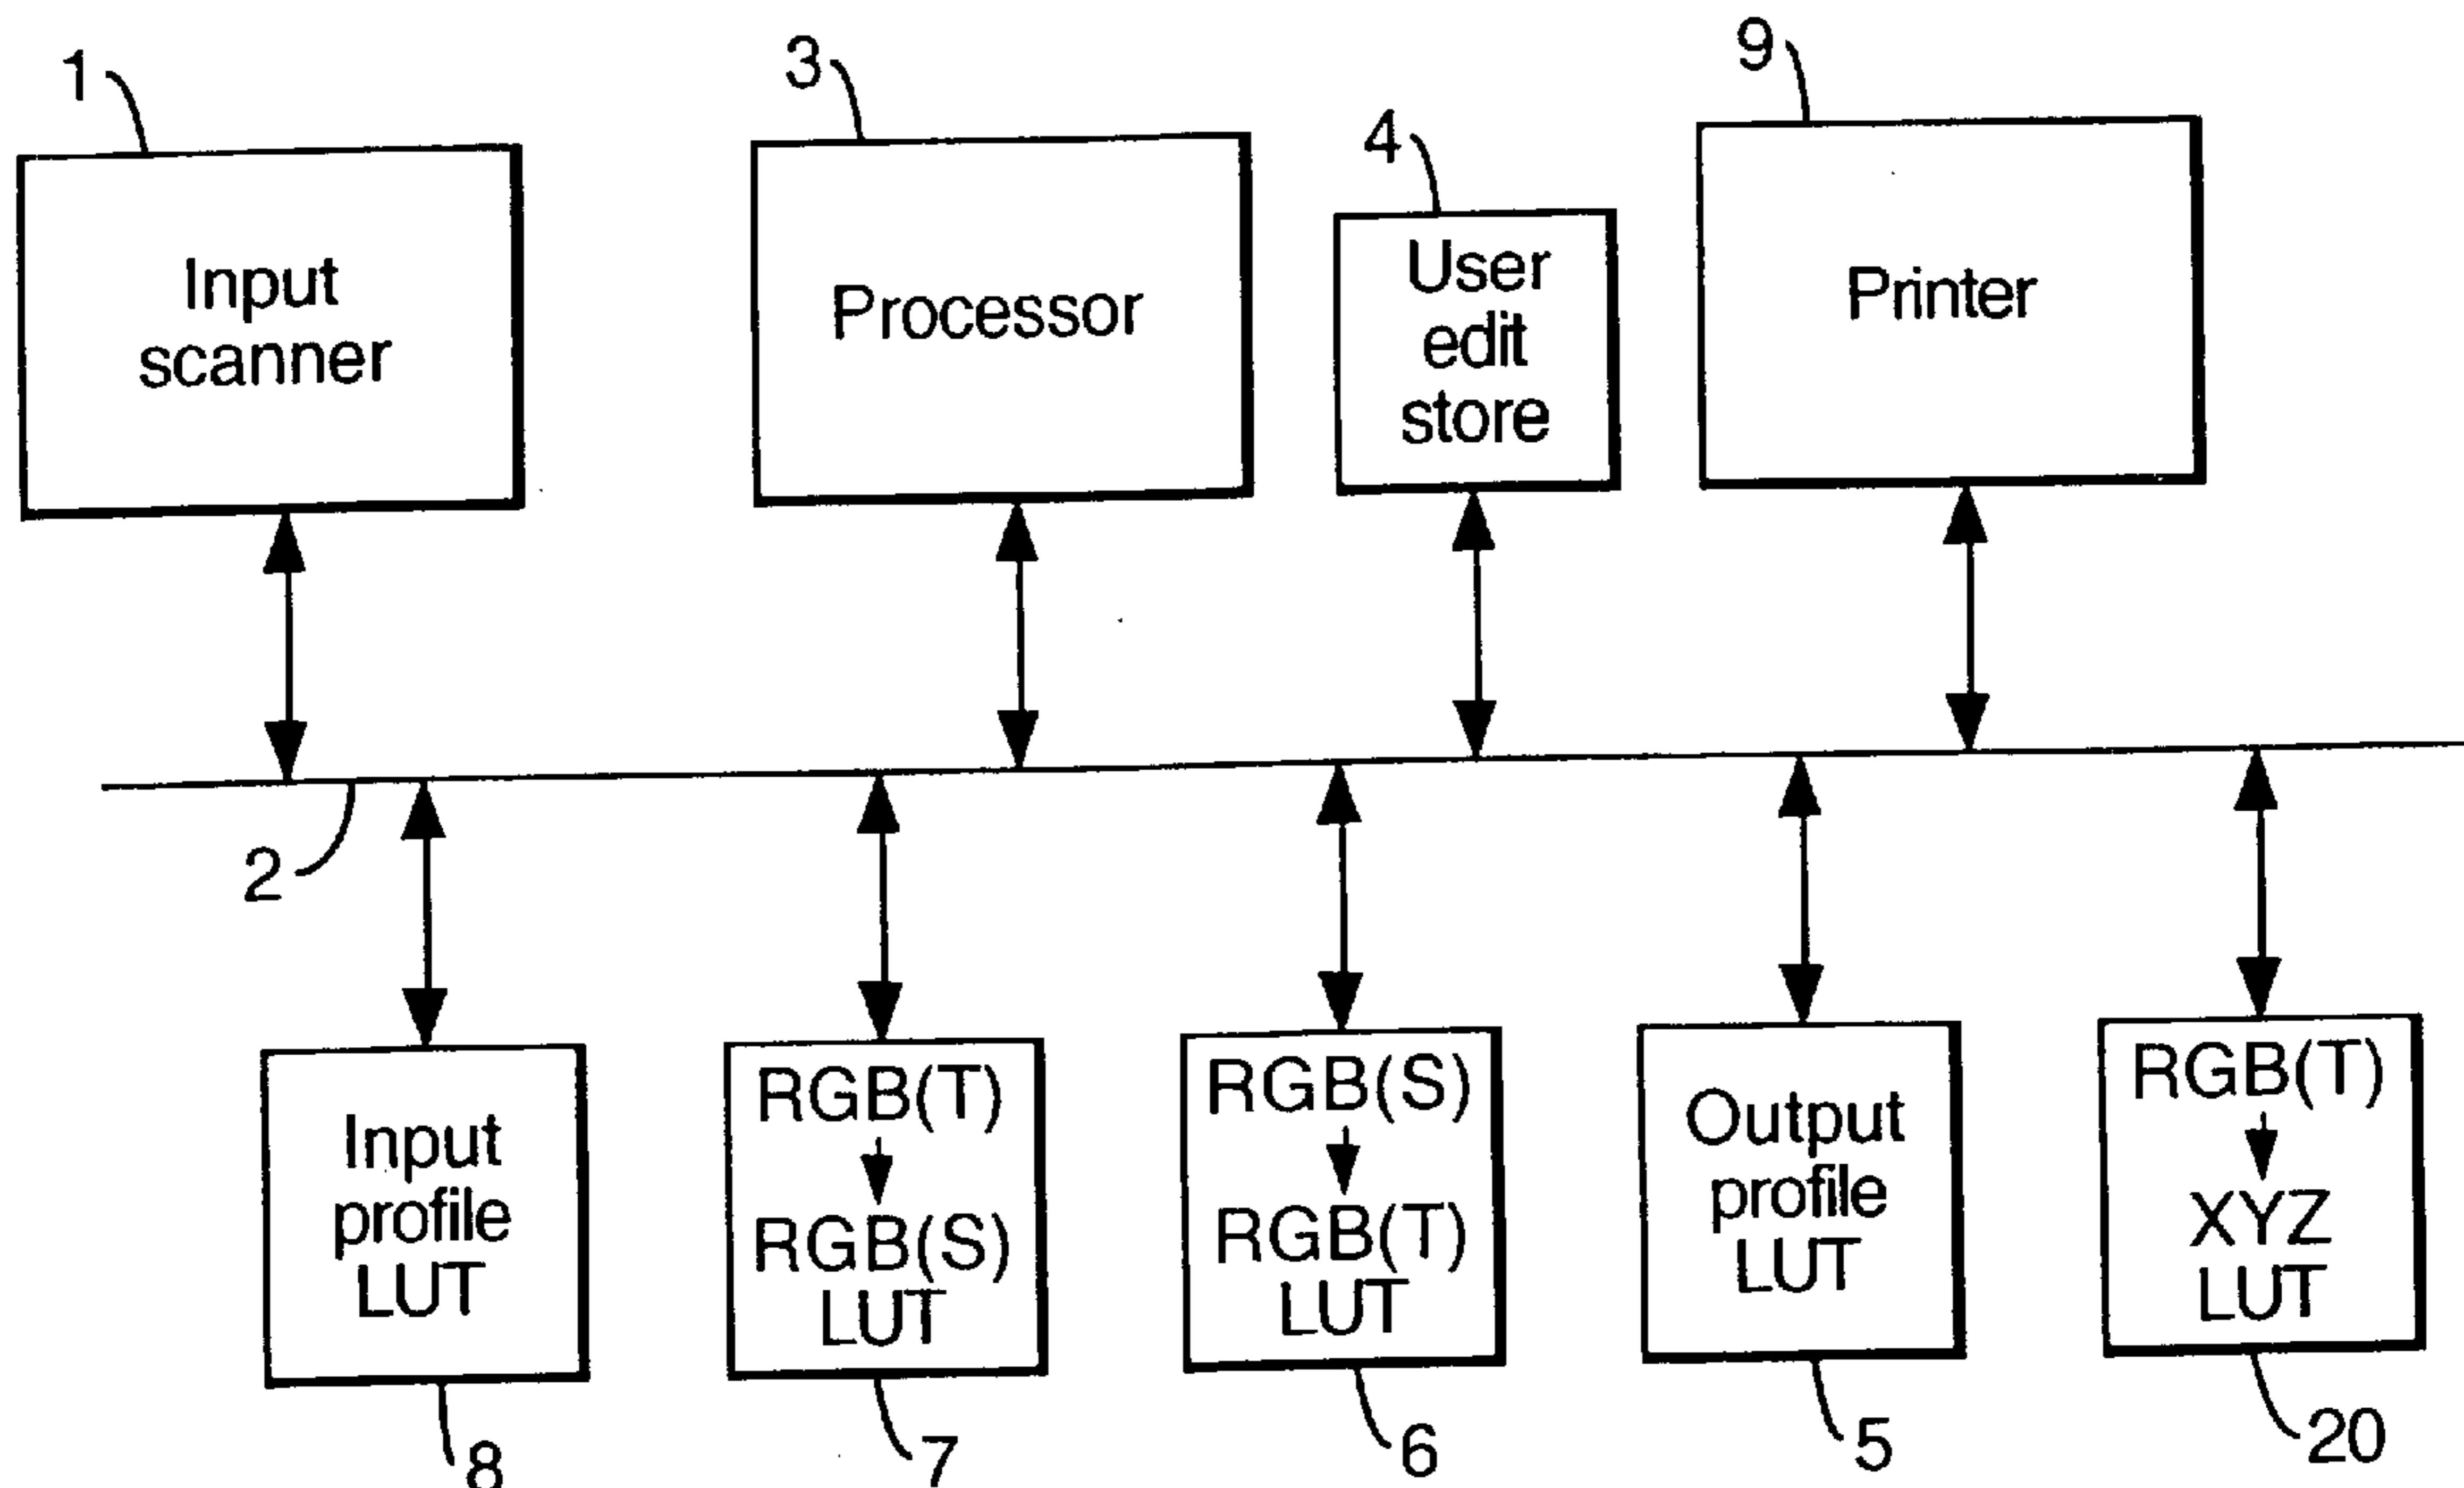 1
3
4
9
Input
scanner
Processor
User
edit
store
Printer
2
Input
profile
LUT
RGB(T)
RGB(S)
LUT
RGB(S)
RGB(T)
LUT
Output
profile
LUT
RGB(T)
XYZ
LUT
8
7
6
5
20